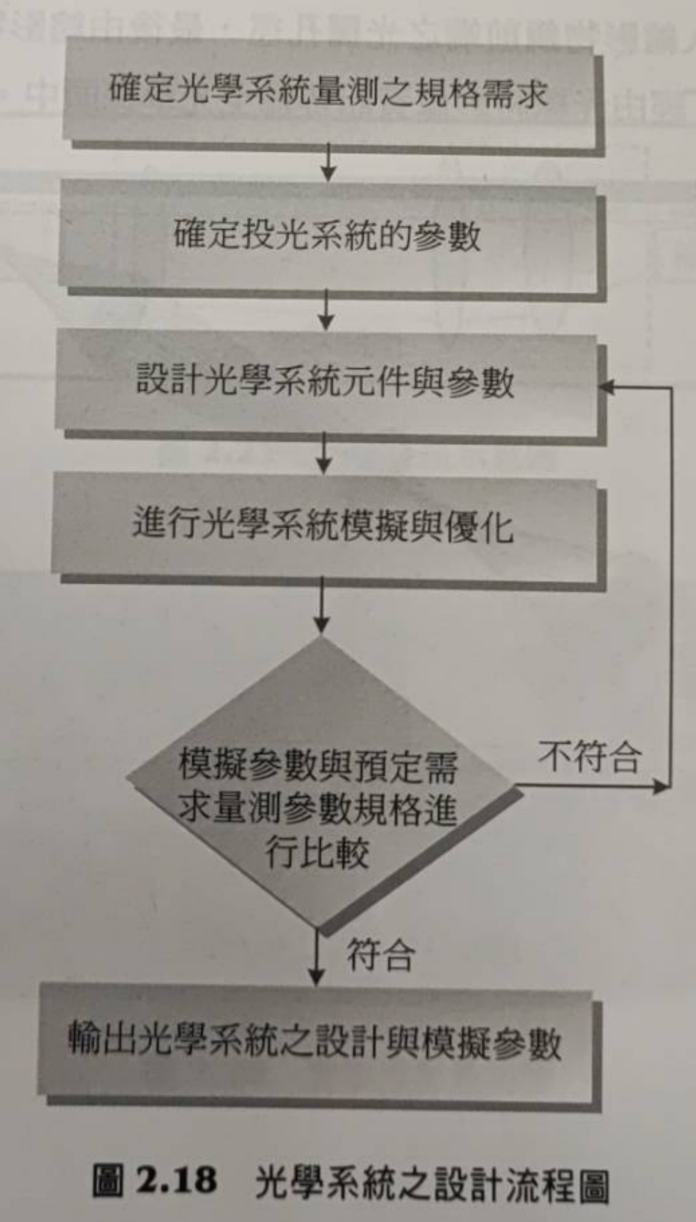 確定光學系統量測之規格需求
確定投光系統的參數
設計光學系統元件與參數
進行光學系統模擬與優化
模擬參數與預定需
求量測參數規格進
行比較
不符合
符合
輸出光學系統之設計與模擬參數
圖 2.18 光學系統之設計流程圖